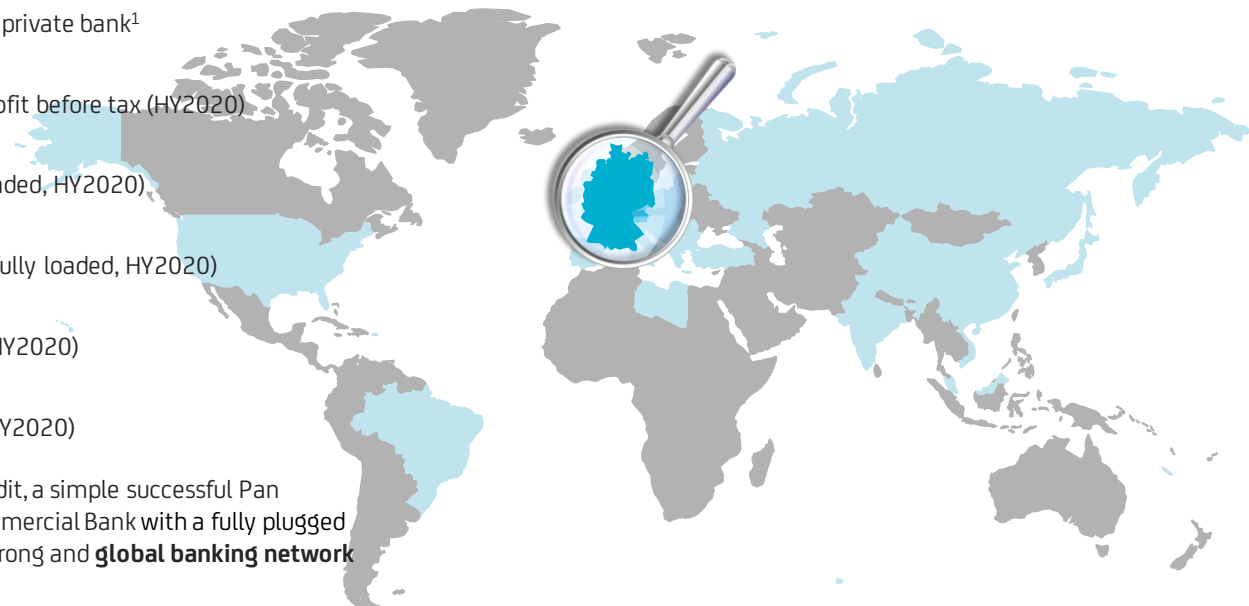 private bank1
ofit before tax (HY2020)
aded, HY2020)
fully loaded, HY2020)
HY2020)
Y2020)
dit, a simple successful Pan
mercial Bank with a fully plugged
rong and global banking network